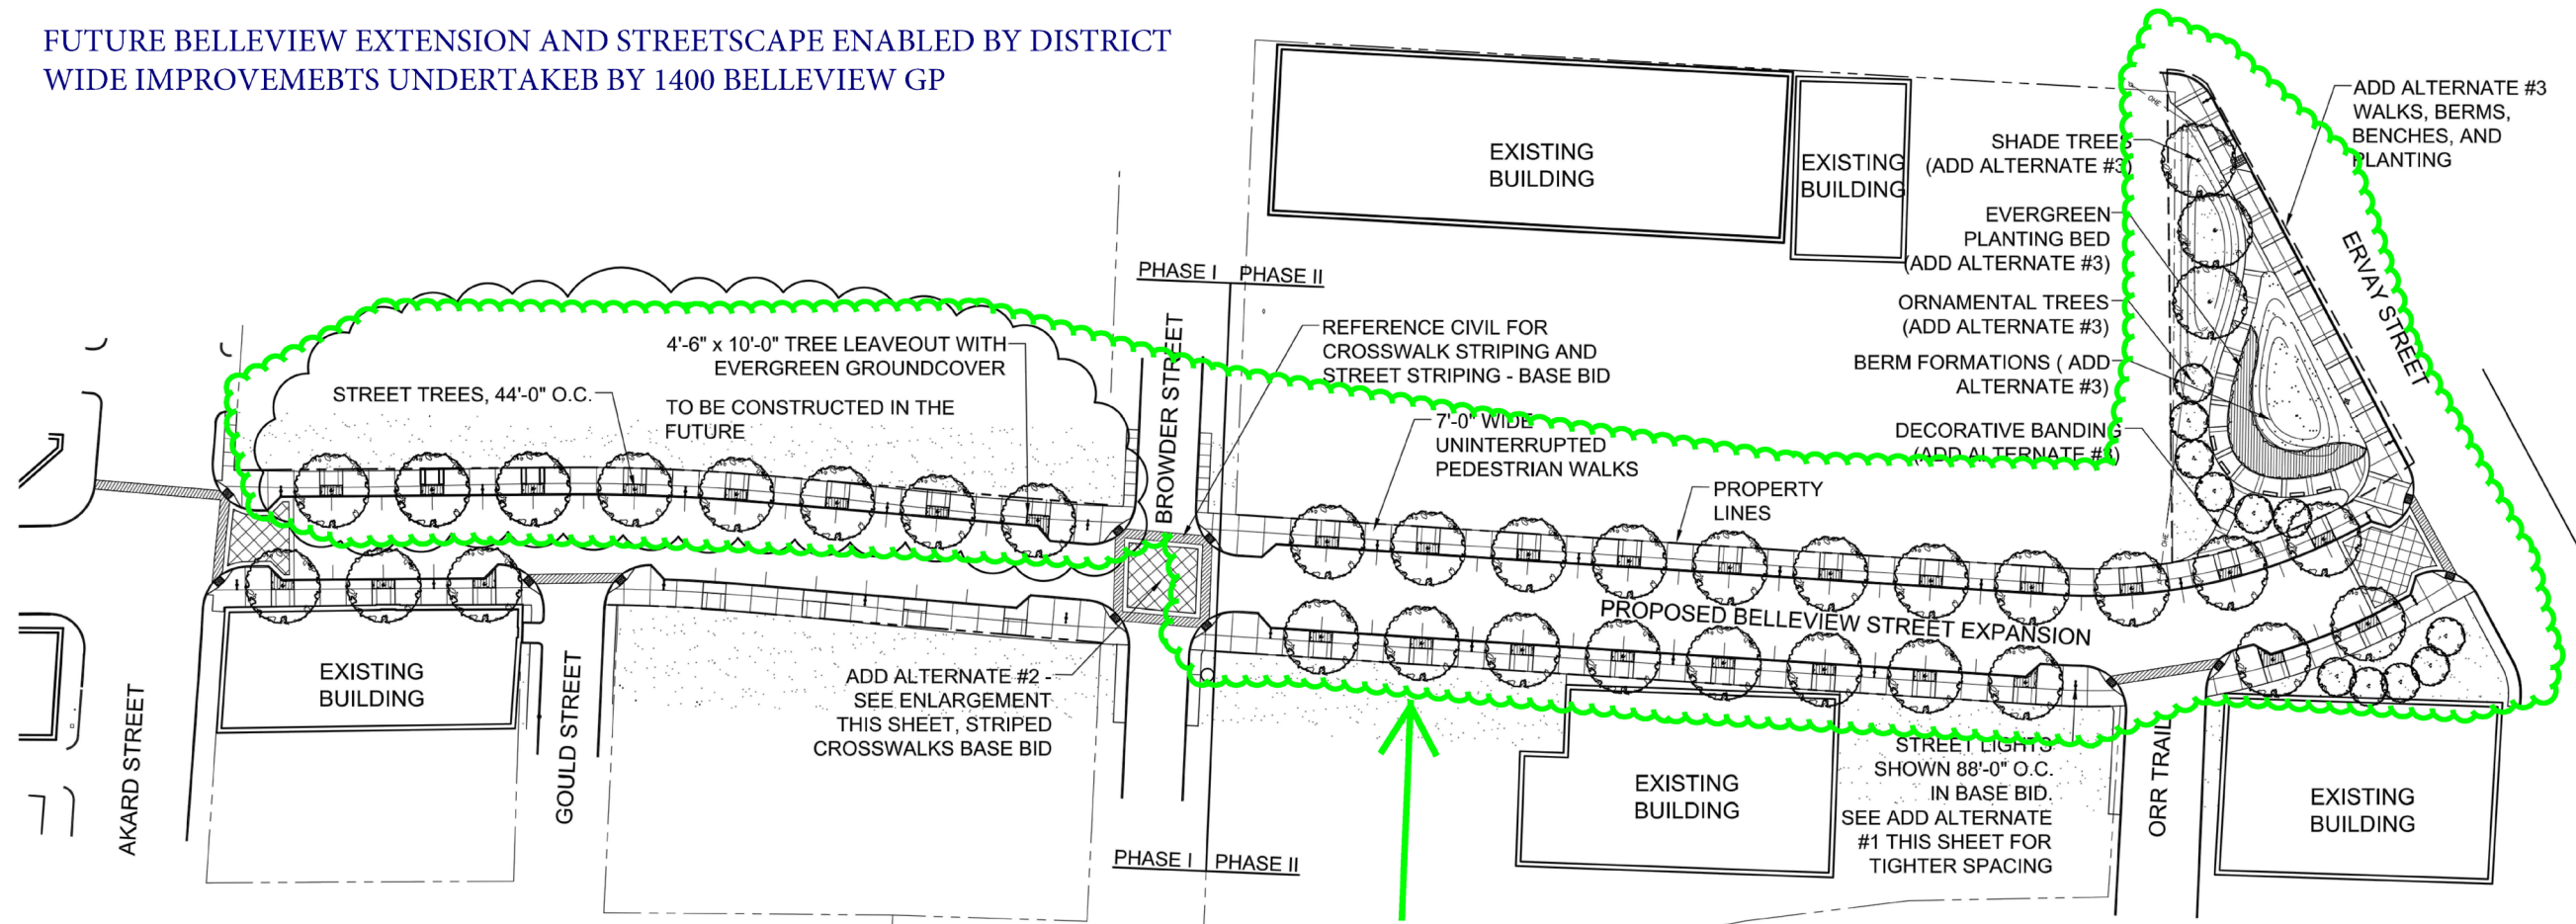 FUTURE BELLEVIEW EXTENSION AND STREETSCAPE ENABLED BY DISTRICT
WIDE IMPROVEMEBTS UNDERTAKEB BY 1400 BELLEVIEW GP
EXISTING
BUILDING
EXISTING
BUILDING
SHADE TREES
(ADD ALTERNATE #3)
EVERGREEN
PLANTING BED
(ADD ALTERNATE #3)
ORNAMENTAL TREES
(ADD ALTERNATE #3)
BERM FORMATIONS ( ADD
ALTERNATE #3)
DECORATIVE BANDING
(ADD ALTERNATE #3)
OHE
ADD ALTERNATE #3
WALKS, BERMS,
BENCHES, AND
PLANTING
ERVAY STREET
PHASE I
PHASE II
BROWDER STREET
REFERENCE CIVIL FOR
CROSSWALK STRIPING AND
STREET STRIPING - BASE BID
4'-6" x 10'-0" TREE LEAVEOUT WITH
EVERGREEN GROUNDCOVER
STREET TREES, 44'-0" O.C.
TO BE CONSTRUCTED IN THE
FUTURE
7'-0" WIDE
UNINTERRUPTED
PEDESTRIAN WALKS
PROPERTY
LINES
OHE
PROPOSED BELLEVIEW STREET EXPANSION
AKARD STREET
EXISTING
BUILDING
GOULD STREET
ADD ALTERNATE #2 -
SEE ENLARGEMENT
THIS SHEET, STRIPED
CROSSWALKS BASE BID
PHASE I
PHASE II
EXISTING
BUILDING
STREET LIGHTS
SHOWN 88'-0" O.C.
IN BASE BID.
SEE ADD ALTERNATE
#1 THIS SHEET FOR
TIGHTER SPACING
ORR TRAIL
EXISTING
BUILDING